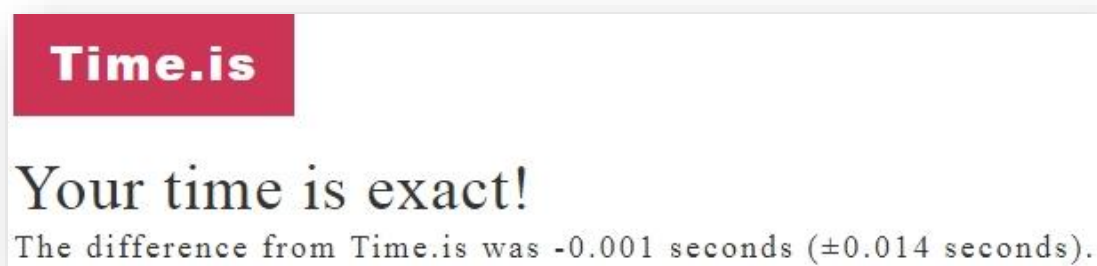 Time.is
Your time is exact!
The difference from Time.is was -0.001 seconds (±0.014 seconds).